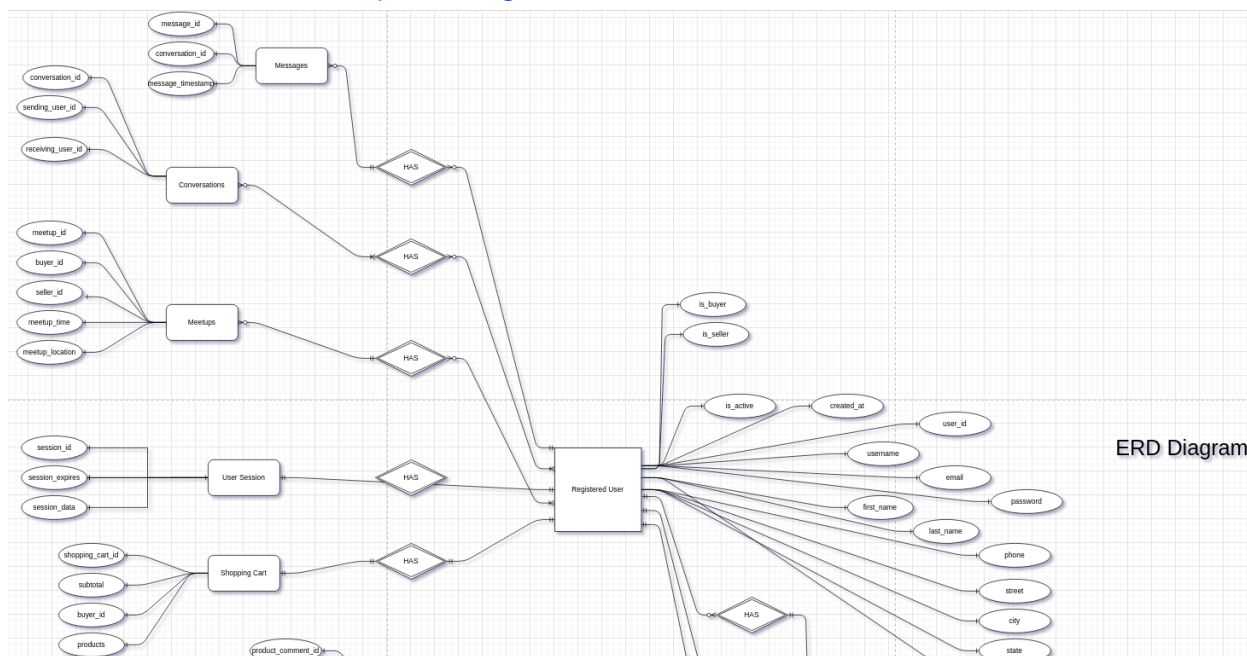 message_id
conversation_id
message_timestamp
Messages
conversation_id
sending_user_id
receiving_user_id
Conversations
HAS
meetup_id
buyer_id
seller_id
meetup_time
meetup_location
Meetups
HAS
HAS
is_buyer
is_seller
is_active
created_at
user_id
username
email
password
first_name
last_name
phone
street
city
state
ERD Diagram
session_id
session_expires
session_data
User Session
HAS
Registered User
shopping_cart_id
subtotal
buyer_id
products
Shopping Cart
HAS
HAS
product_comment_id